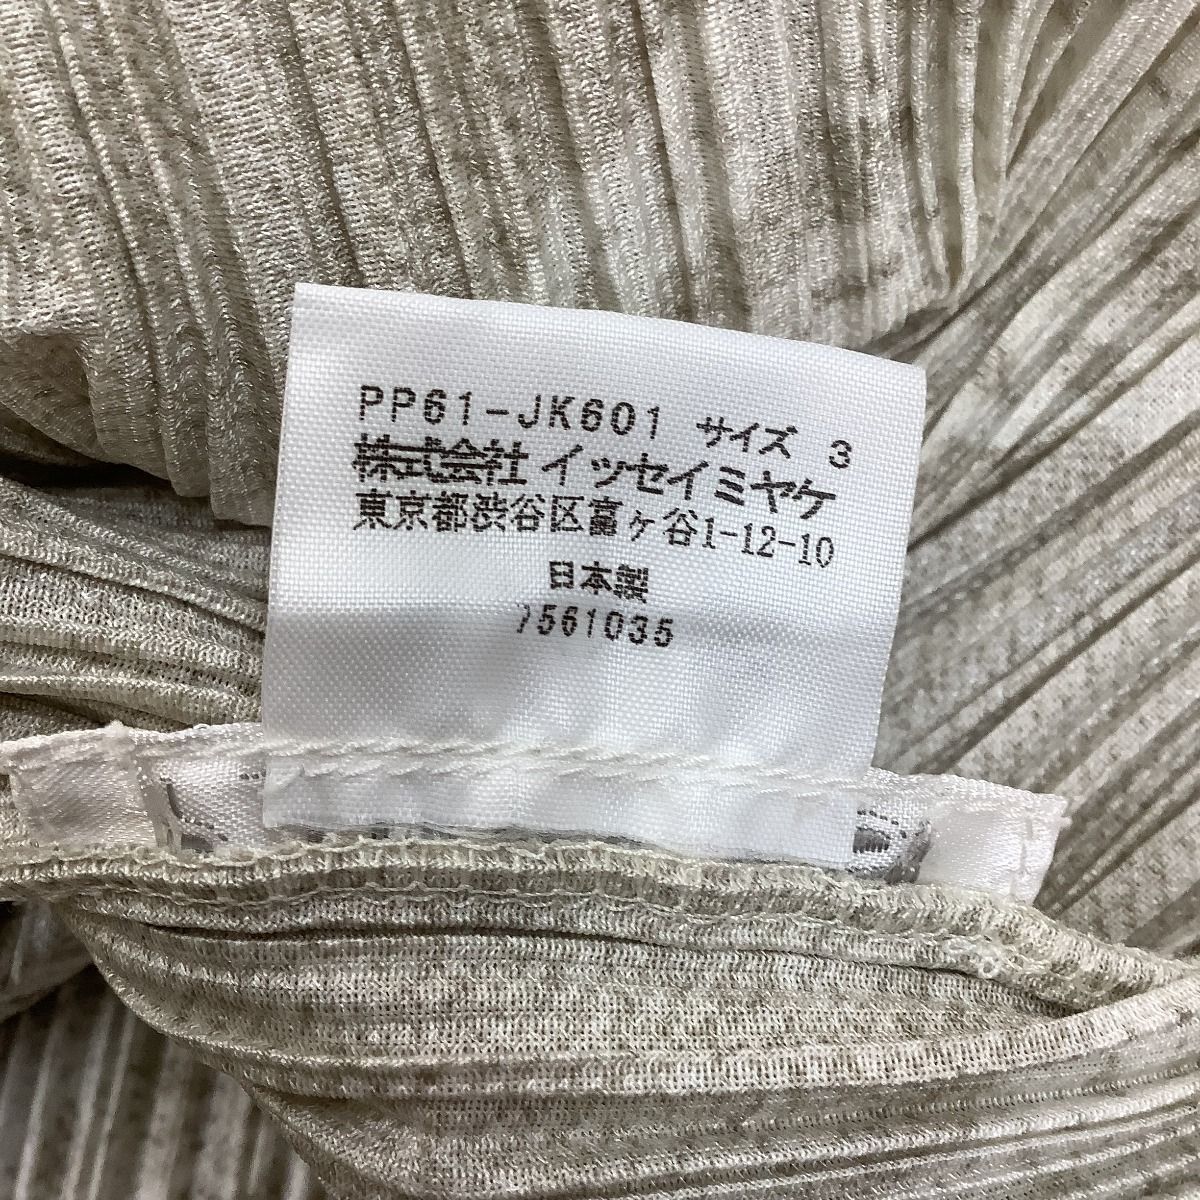 PP61-JK601 サイズ 3
株式会社 イッセイミヤケ
東京都渋谷区富ヶ谷1-12-10
日本製
7561035